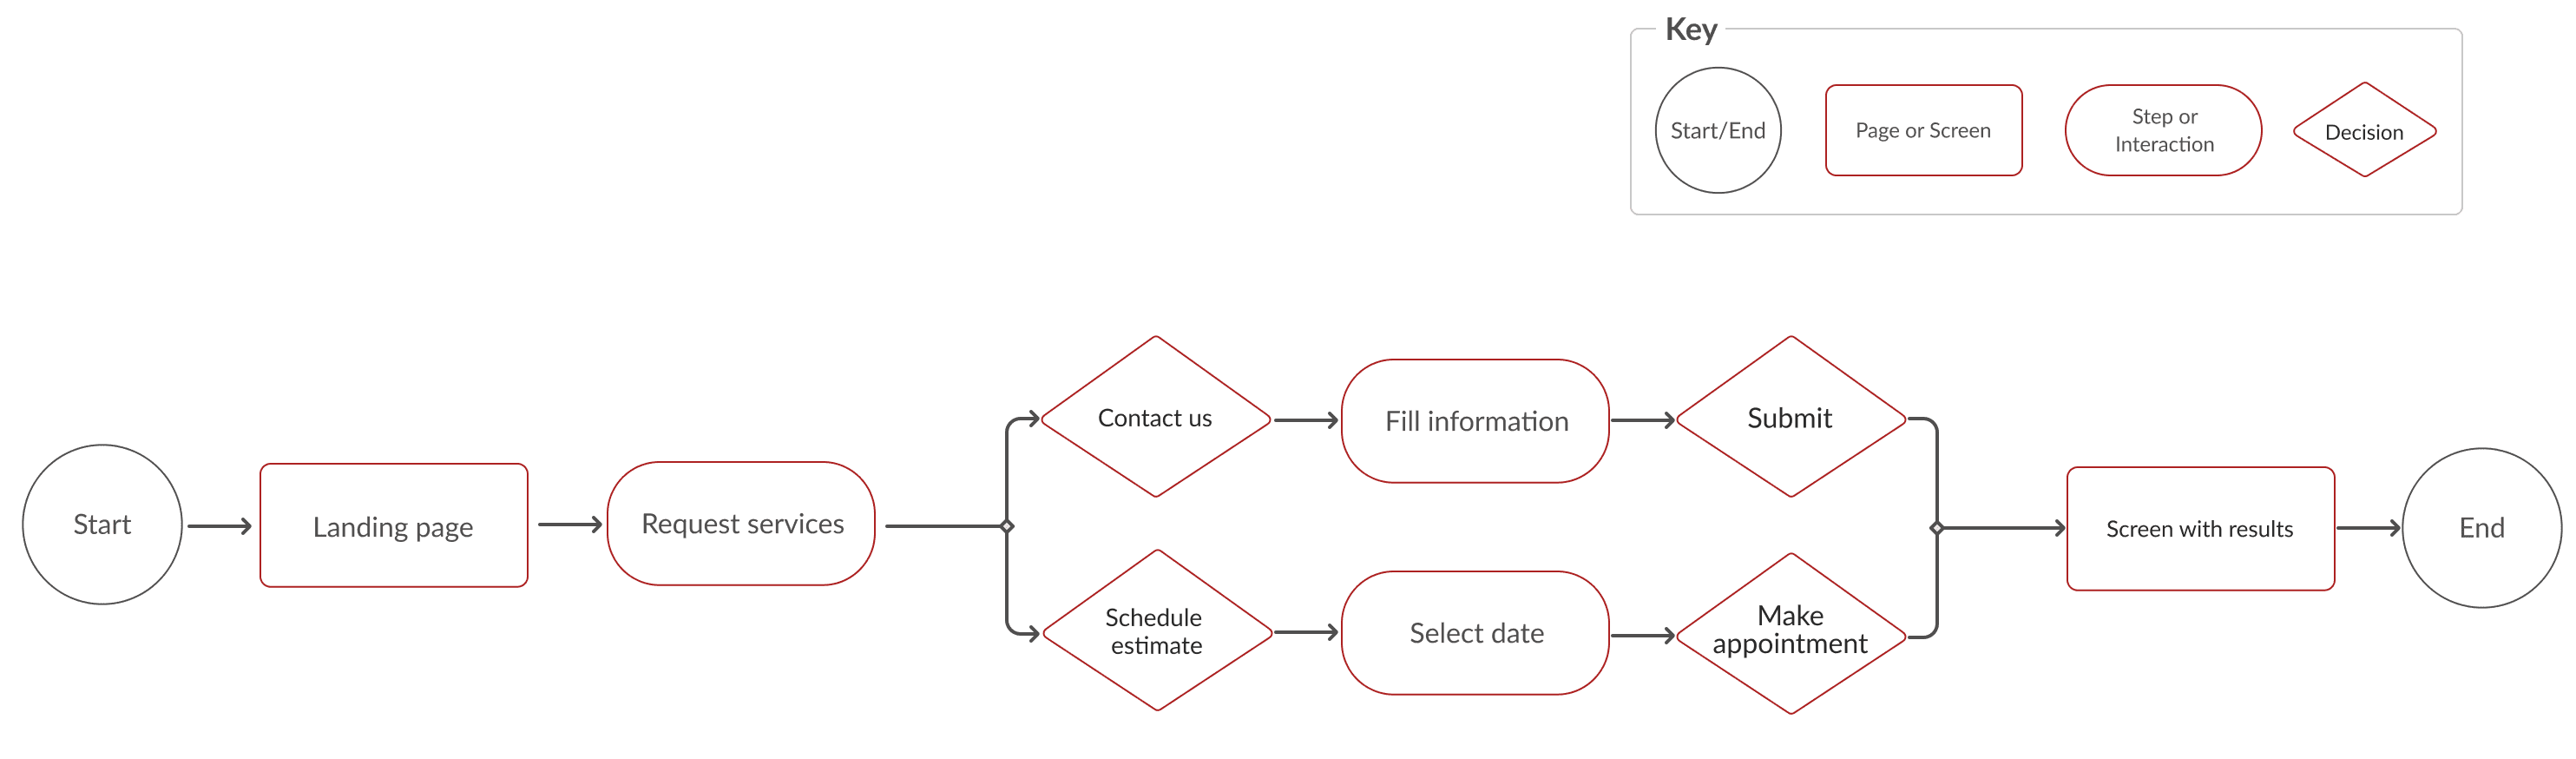 Key
Start/End
Page or Screen
Step or
Interaction
Decision
Start
Landing page
Request services
Contact us
Fill information
Submit
Schedule
estimate
Select date
Make
appointment
Screen with results
End